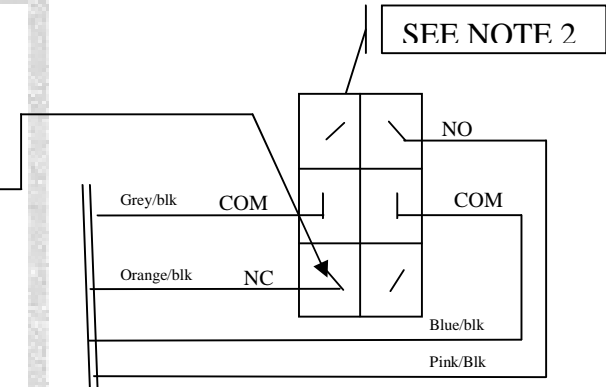 SEE NOTE 2
NO
Grey/blk COM
COM
Orange/blk NC
Blue/blk
Pink/Blk